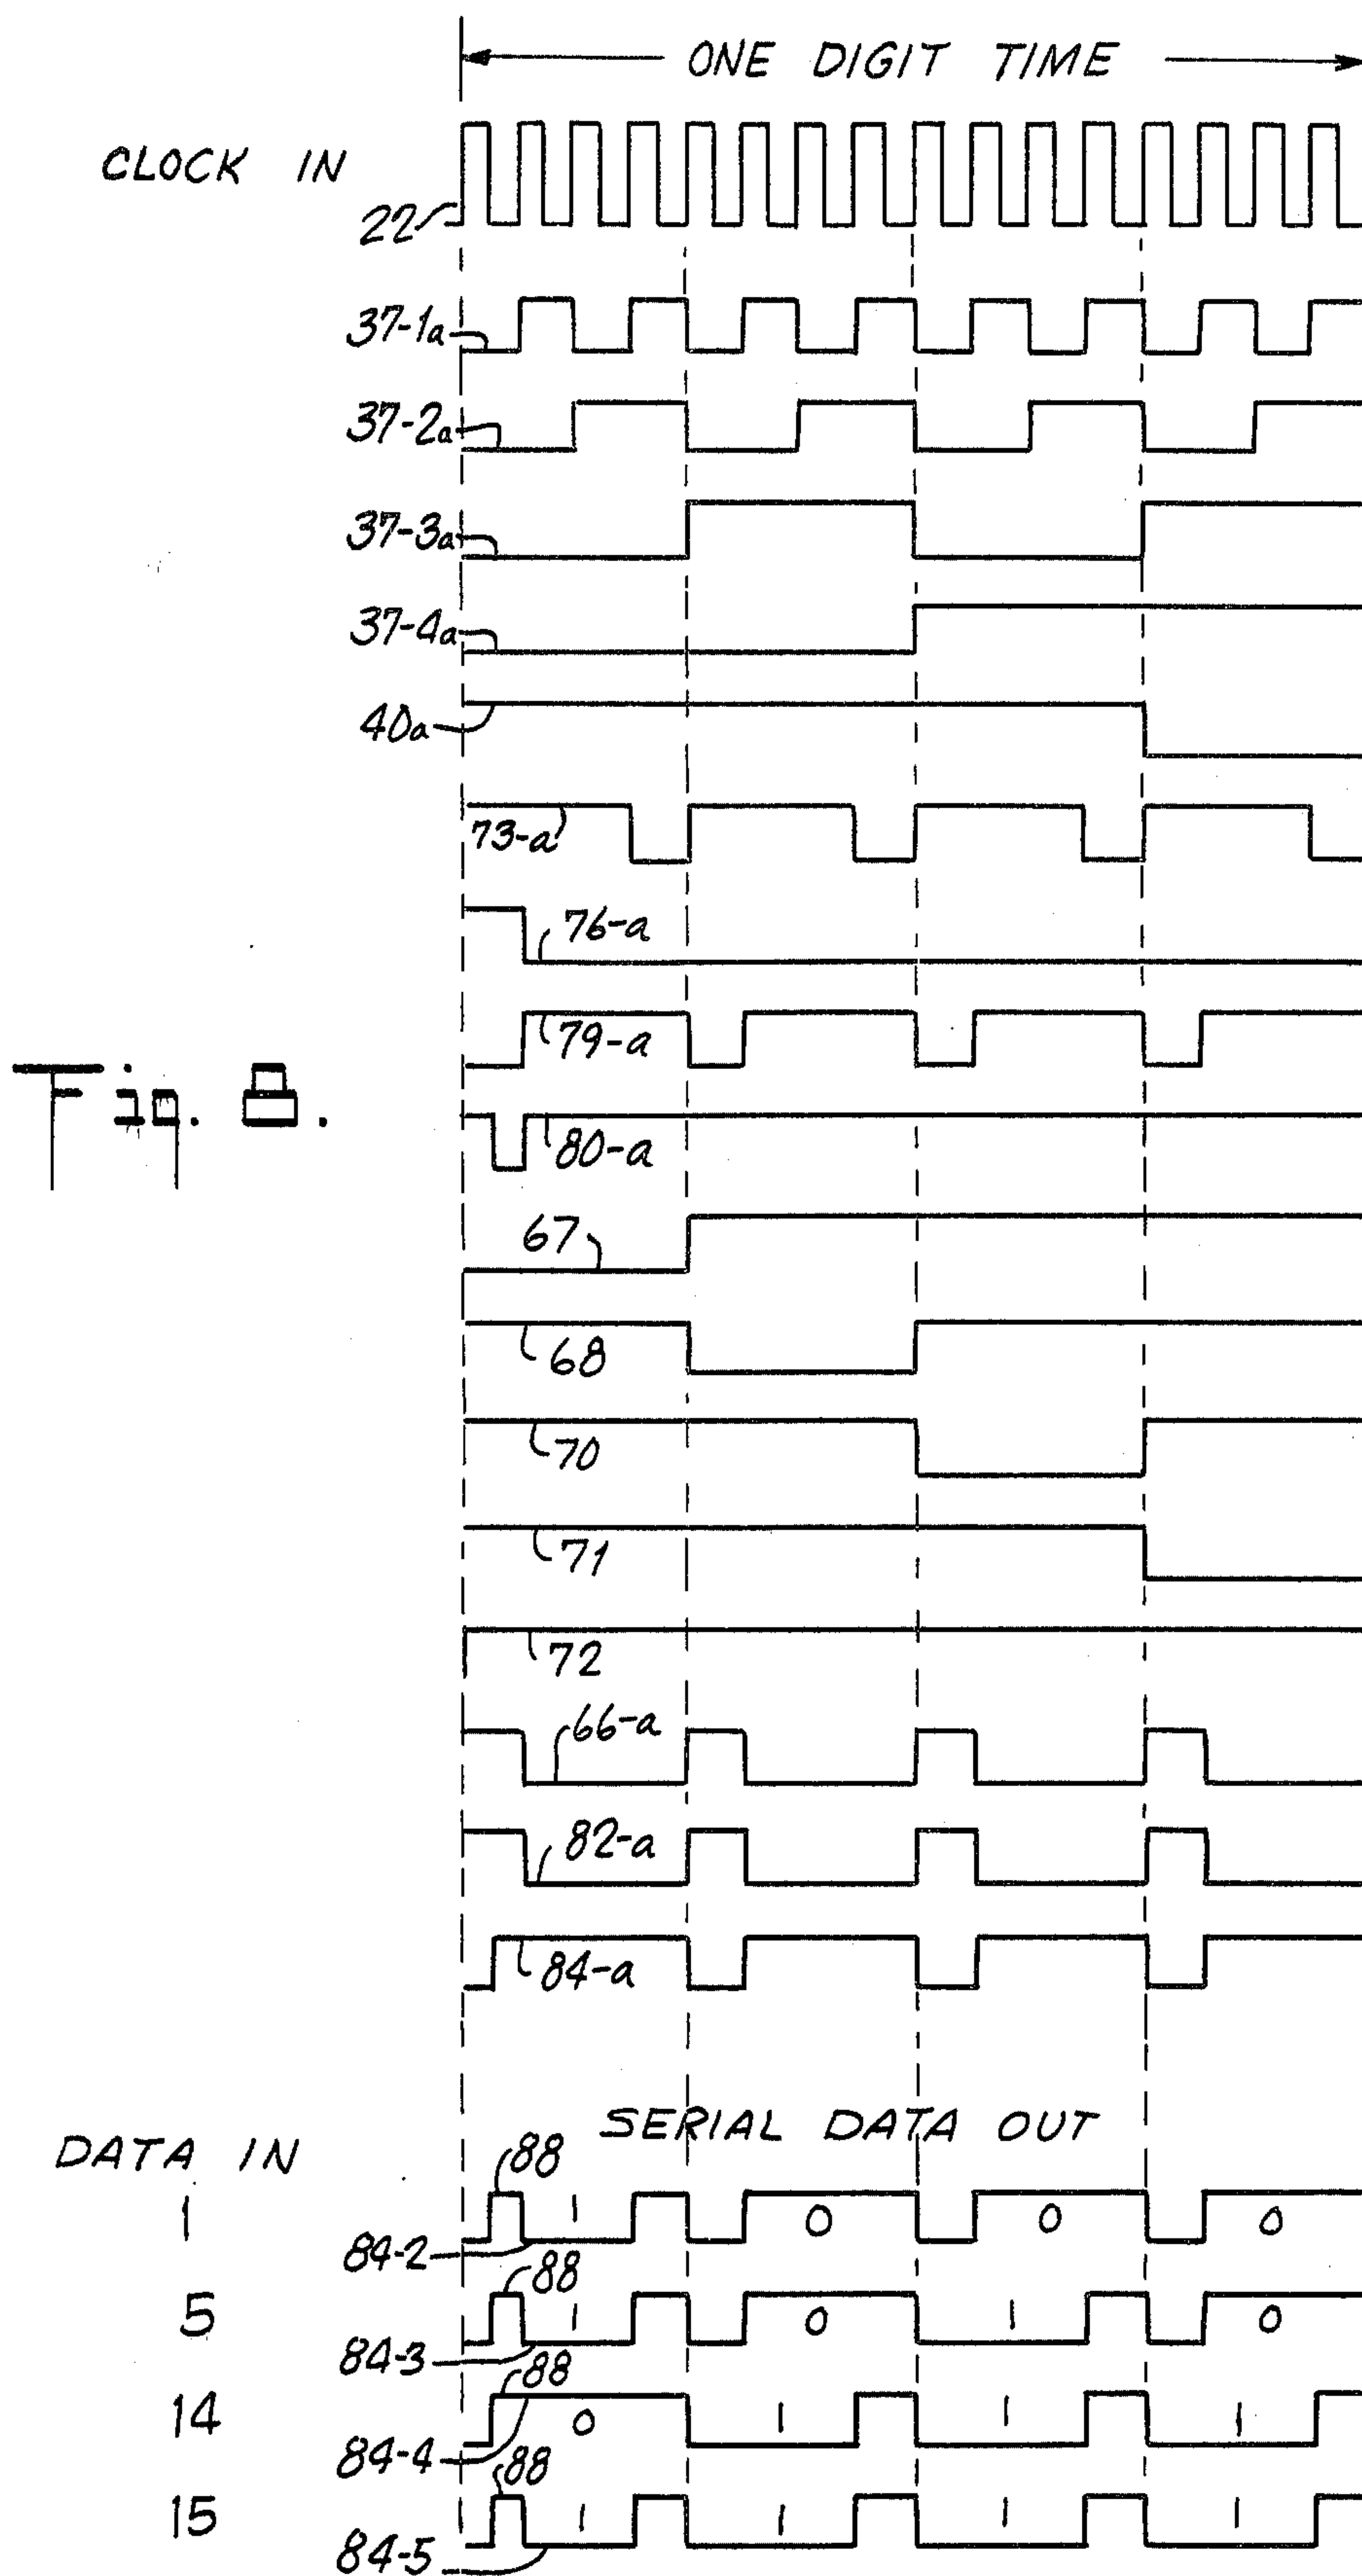 ONE DIGIT TIME
CLOCK IN
22
37-1a
37-2a
37-3a
37-4a
40a
73-a
76-a
79-a
Fig. 8.
80-a
67
68
70
71
72
66-a
82-a
84-a
SERIAL DATA OUT
DATA IN
88
1 1 0 0 0
84-2
88
5 1 0 1 0
84-3
88
14 0 1 1 1
84-4
88
15 1 1 1 1
84-5